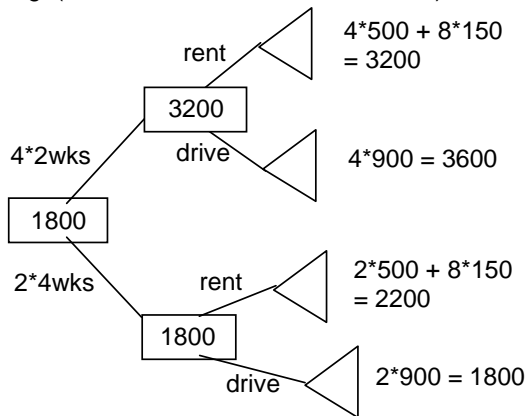 rent
4*500 + 8*150
= 3200
3200
4*2wks
drive
4*900 = 3600
1800
2*4wks
rent
2*500 + 8*150
= 2200
1800
drive
2*900 = 1800